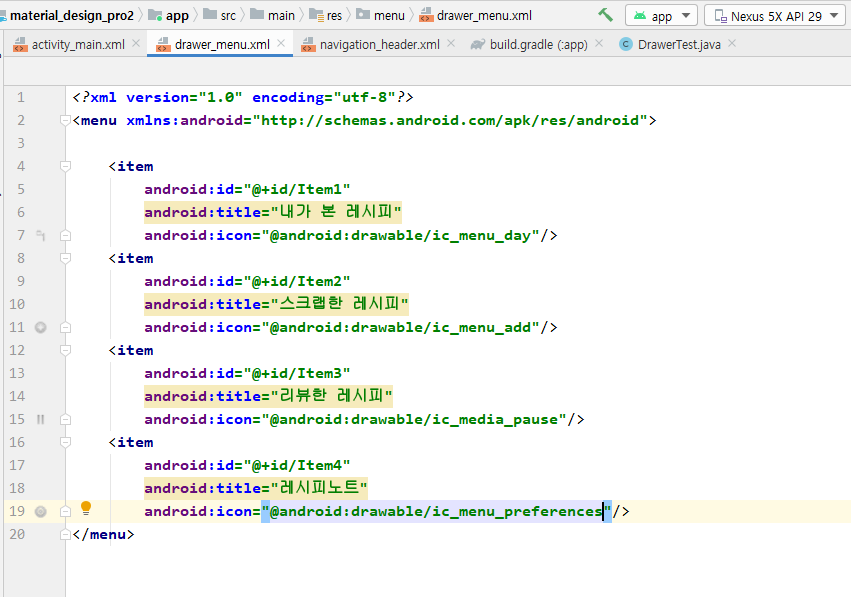 material_design_pro2 app src main res menu drawer_menu.xml app Nexus 5X API 29
activity_main.xml drawer_menu.xml navigation_header.xml build.gradle (:app) DrawerTest.java
1 <?xml version="1.0" encoding="utf-8"?>
2 <menu xmlns:android="http://schemas.android.com/apk/res/android">
3
4 <item
5 android:id="@+id/Item1"
6 android:title="내가 본 레시피"
7 android:icon="@android:drawable/ic_menu_day"/>
8 <item
9 android:id="@+id/Item2"
10 android:title="스크랩한 레시피"
11 android:icon="@android:drawable/ic_menu_add"/>
12 <item
13 android:id="@+id/Item3"
14 android:title="리뷰한 레시피"
15 android:icon="@android:drawable/ic_media_pause"/>
16 <item
17 android:id="@+id/Item4"
18 android:title="레시피노트"
19 android:icon="@android:drawable/ic_menu_preferences"/>
20 </menu>